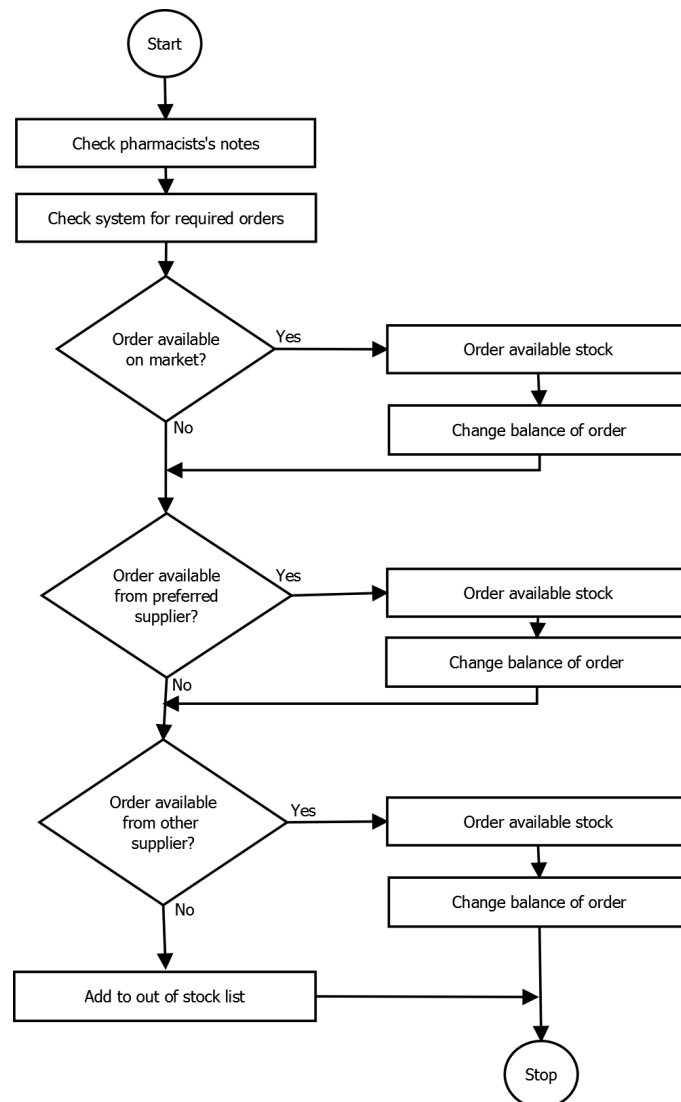 Start
Check pharmacists's notes
Check system for required orders
Order available
on market?
Yes
Order available stock
Change balance of order
No
Order available
from preferred
supplier?
Yes
Order available stock
Change balance of order
No
Order available
from other
supplier?
Yes
Order available stock
Change balance of order
No
Add to out of stock list
Stop